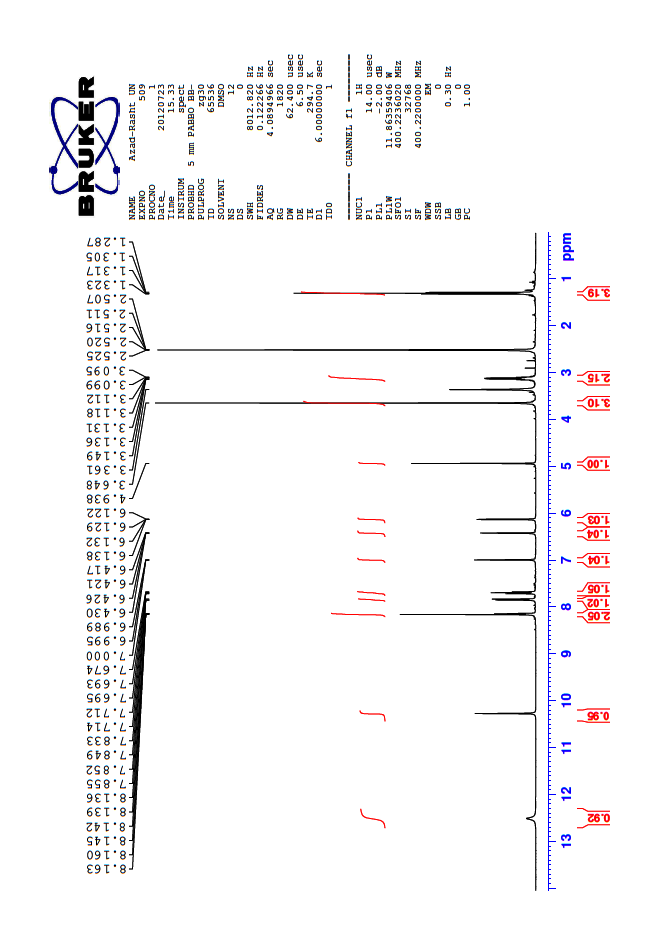 BRUKER
NAME Azad-Rasht UN
EXPNO 509
PROCNO 1
Date_ 20120723
Time 15.33
INSTRUM spect
PROBHD 5 mm PABBO BB-
PULPROG zg30
TD 65536
SOLVENT DMSO
NS 12
DS 0
SWH 8012.820 Hz
FIDRES 0.122266 Hz
AQ 4.0894966 sec
RG 1820
DW 62.400 usec
DE 6.50 usec
TE 294.7 K
D1 6.00000000 sec
TD0 1
======== CHANNEL f1 ========
NUC1 1H
P1 14.00 usec
PL1 -2.00 dB
PL1W 11.86359406 W
SFO1 400.2236020 MHz
SI 32768
SF 400.2200000 MHz
WDW EM
SSB 0
LB 0.30 Hz
GB 0
PC 1.00
1.287
1.305
1.317
1.323
2.507
2.511
2.516
2.520
2.525
3.095
3.099
3.112
3.118
3.131
3.136
3.149
3.361
3.648
4.938
6.122
6.129
6.132
6.138
6.417
6.421
6.426
6.430
6.989
6.995
7.000
7.674
7.693
7.695
7.712
7.714
7.833
7.849
7.852
7.855
8.136
8.139
8.142
8.145
8.160
8.163
ppm
1
2
3
4
5
6
7
8
9
10
11
12
13
3.19
2.15
3.10
1.00
1.03
1.04
1.04
1.05
1.02
2.05
0.95
0.92